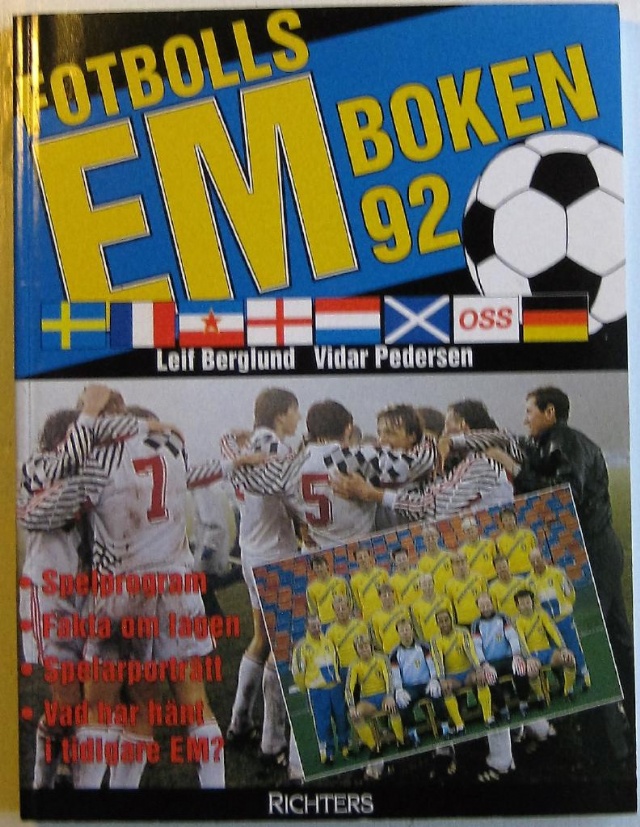 FOTBOLLS
EM
BOKEN
92
OSS
Leif Berglund Vidar Pedersen
7
5
• Spelprogram
• Fakta om lagen
• Spelarporträtt
• Vad har hänt
i tidigare EM?
RICHTERS